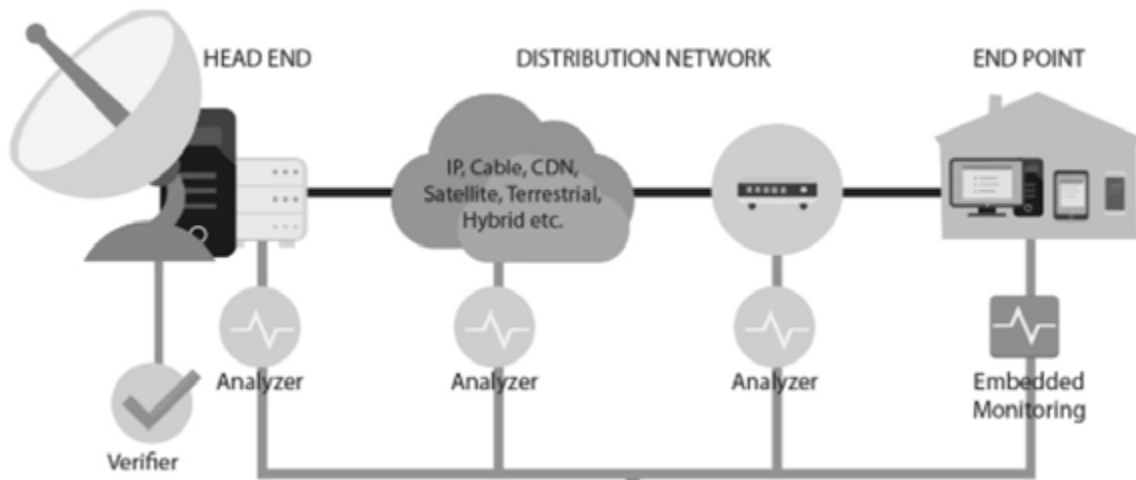 HEAD END
DISTRIBUTION NETWORK
END POINT
IP, Cable, CDN,
Satellite, Terrestrial,
Hybrid etc.
Analyzer
Analyzer
Analyzer
Embedded
Monitoring
Verifier